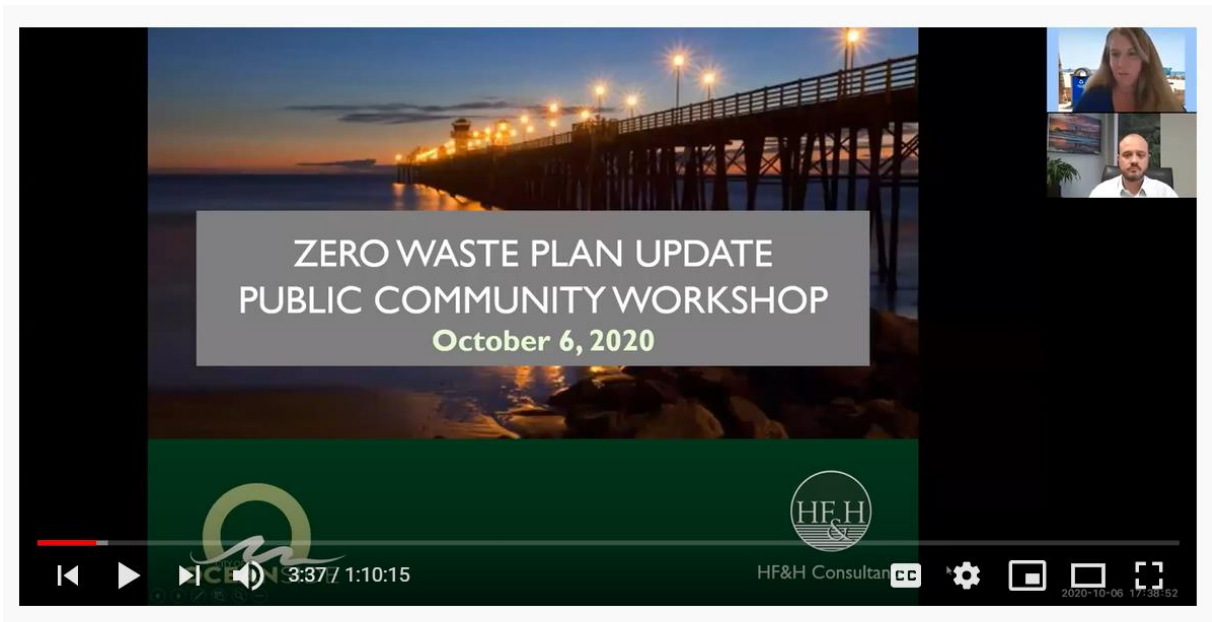 ZERO WASTE PLAN UPDATE
PUBLIC COMMUNITY WORKSHOP
October 6, 2020
HF&H
HF&H Consultan
3:37 / 1:10:15
CC
2020-10-06 17:38:52